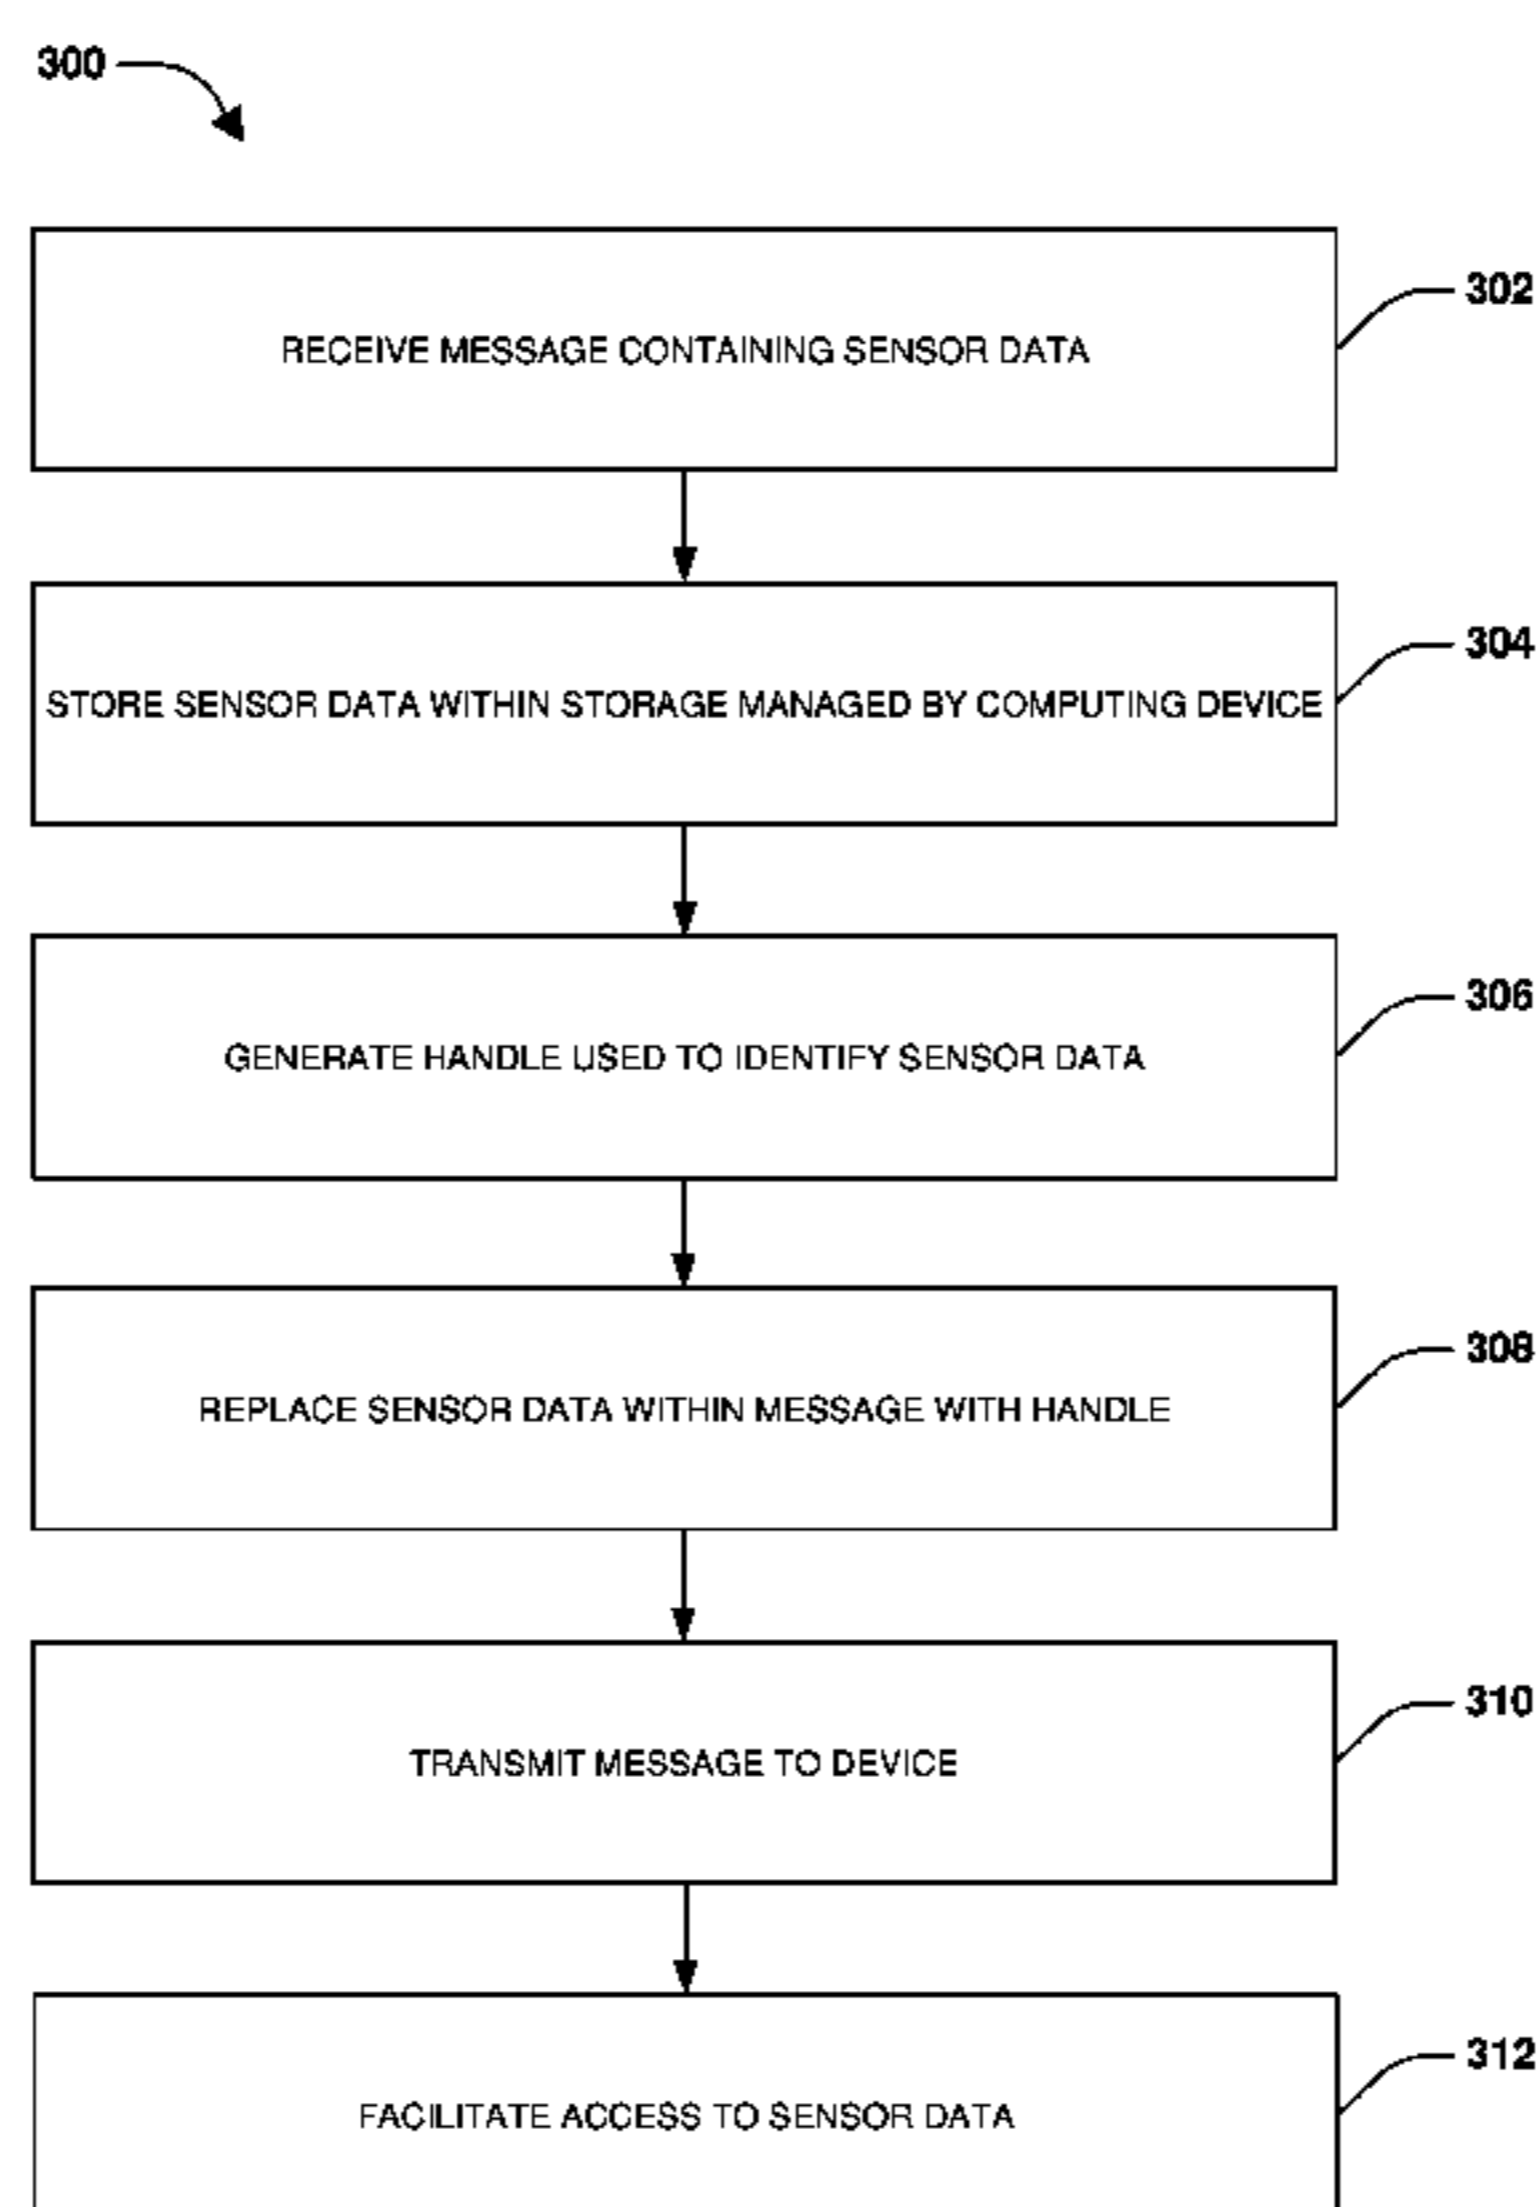 300
RECEIVE MESSAGE CONTAINING SENSOR DATA
302
STORE SENSOR DATA WITHIN STORAGE MANAGED BY COMPUTING DEVICE
304
GENERATE HANDLE USED TO IDENTIFY SENSOR DATA
306
REPLACE SENSOR DATA WITHIN MESSAGE WITH HANDLE
308
TRANSMIT MESSAGE TO DEVICE
310
FACILITATE ACCESS TO SENSOR DATA
312